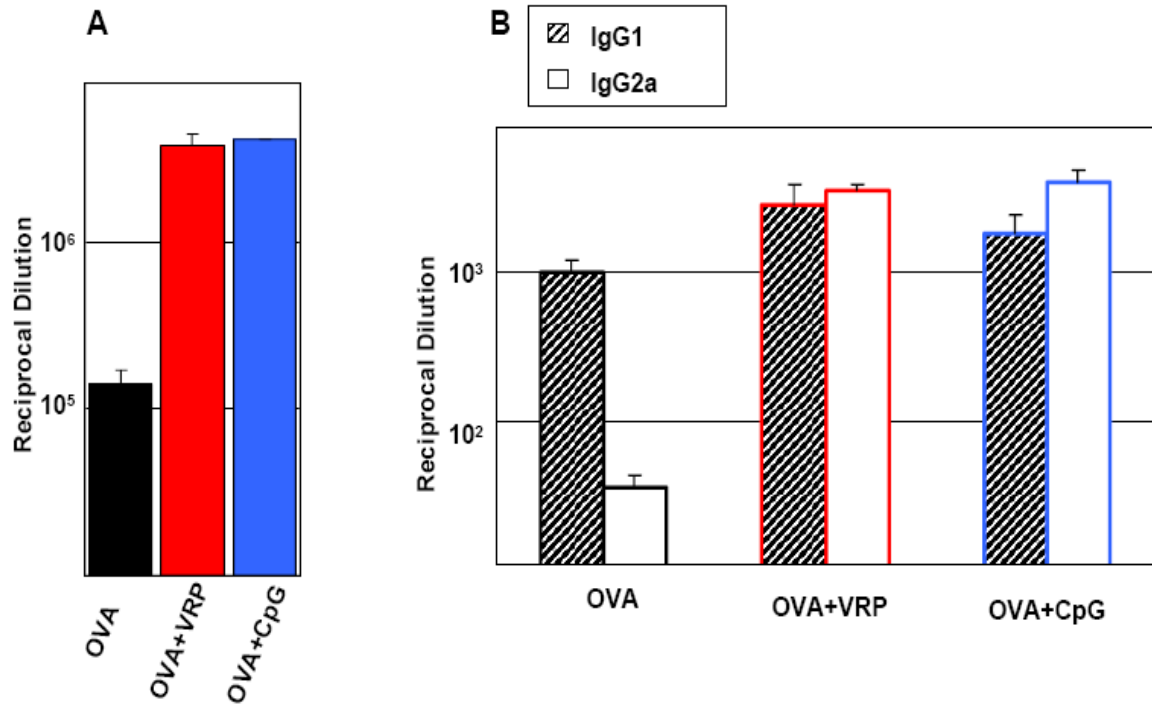 A
Reciprocal Dilution
10⁶
10⁵
OVA
OVA+VRP
OVA+CpG
B
IgG1
IgG2a
Reciprocal Dilution
10³
10²
OVA
OVA+VRP
OVA+CpG